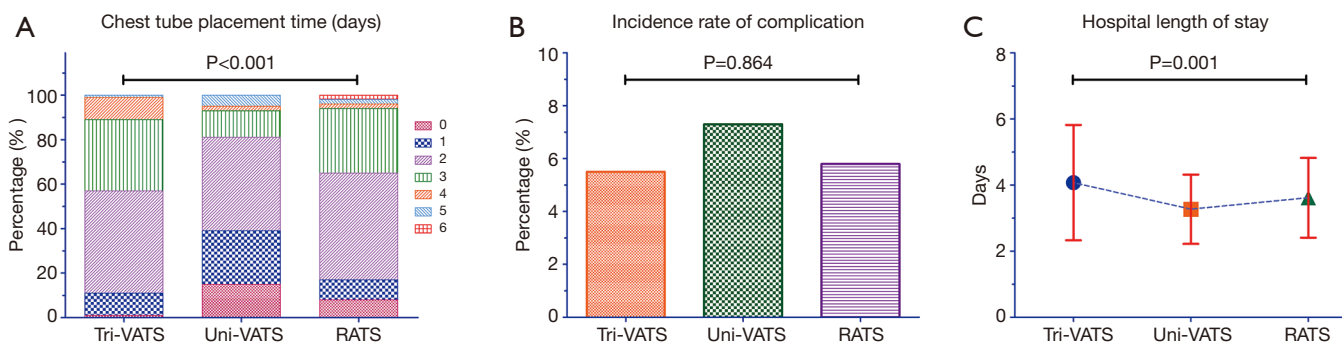 A
Chest tube placement time (days)
P<0.001
Percentage (%)
100
80
60
40
20
0
Tri-VATS
Uni-VATS
RATS
0
1
2
3
4
5
6
B
Incidence rate of complication
P=0.864
Percentage (%)
10
8
6
4
2
0
Tri-VATS
Uni-VATS
RATS
C
Hospital length of stay
P=0.001
Days
8
6
4
2
0
Tri-VATS
Uni-VATS
RATS